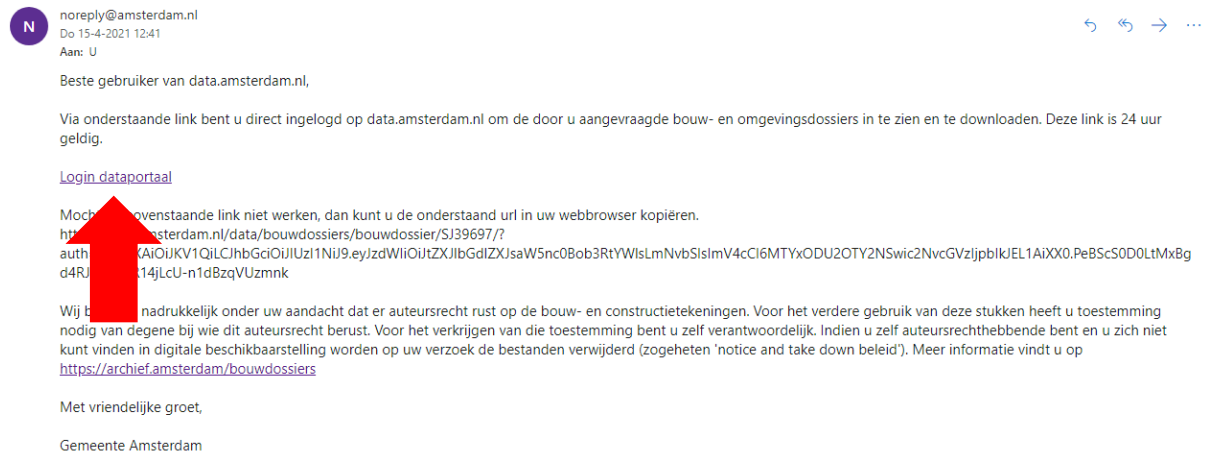 N
noreply@amsterdam.nl
Do 15-4-2021 12:41
Aan: U
Beste gebruiker van data.amsterdam.nl,
Via onderstaande link bent u direct ingelogd op data.amsterdam.nl om de door u aangevraagde bouw- en omgevingsdossiers in te zien en te downloaden. Deze link is 24 uur
geldig.
Login dataportaal
Moch ovenstaande link niet werken, dan kunt u de onderstaand url in uw webbrowser kopiëren.
amsterdam.nl/data/bouwdossiers/bouwdossier/SJ39697/?
auth
Wij nadrukkelijk onder uw aandacht dat er auteursrecht rust op de bouw- en constructietekeningen. Voor het verdere gebruik van deze stukken heeft u toestemming
nodig van degene bij wie dit auteursrecht berust. Voor het verkrijgen van die toestemming bent u zelf verantwoordelijk. Indien u zelf auteursrechthebbende bent en u zich niet
kunt vinden in digitale beschikbaarstelling worden op uw verzoek de bestanden verwijderd (zogeheten 'notice and take down beleid'). Meer informatie vindt u op
https://archief.amsterdam/bouwdossiers
Met vriendelijke groet,
Gemeente Amsterdam